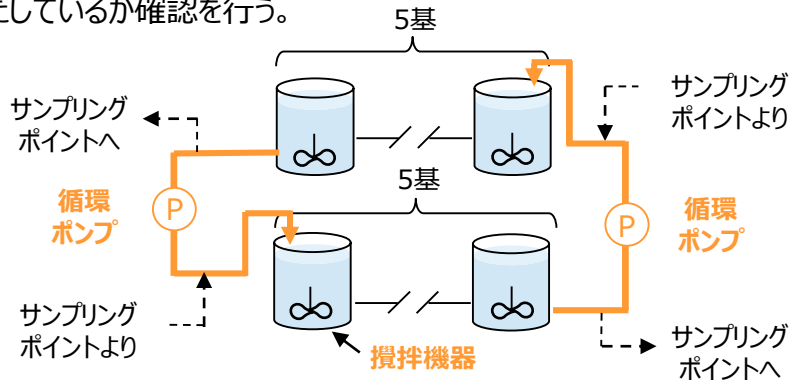 たしているか確認を行う。
5基
サンプリング
ポイントへ
サンプリング
ポイントより
循環
ポンプ
P
5基
P
循環
ポンプ
サンプリング
ポイントより
攪拌機器
サンプリング
ポイントへ